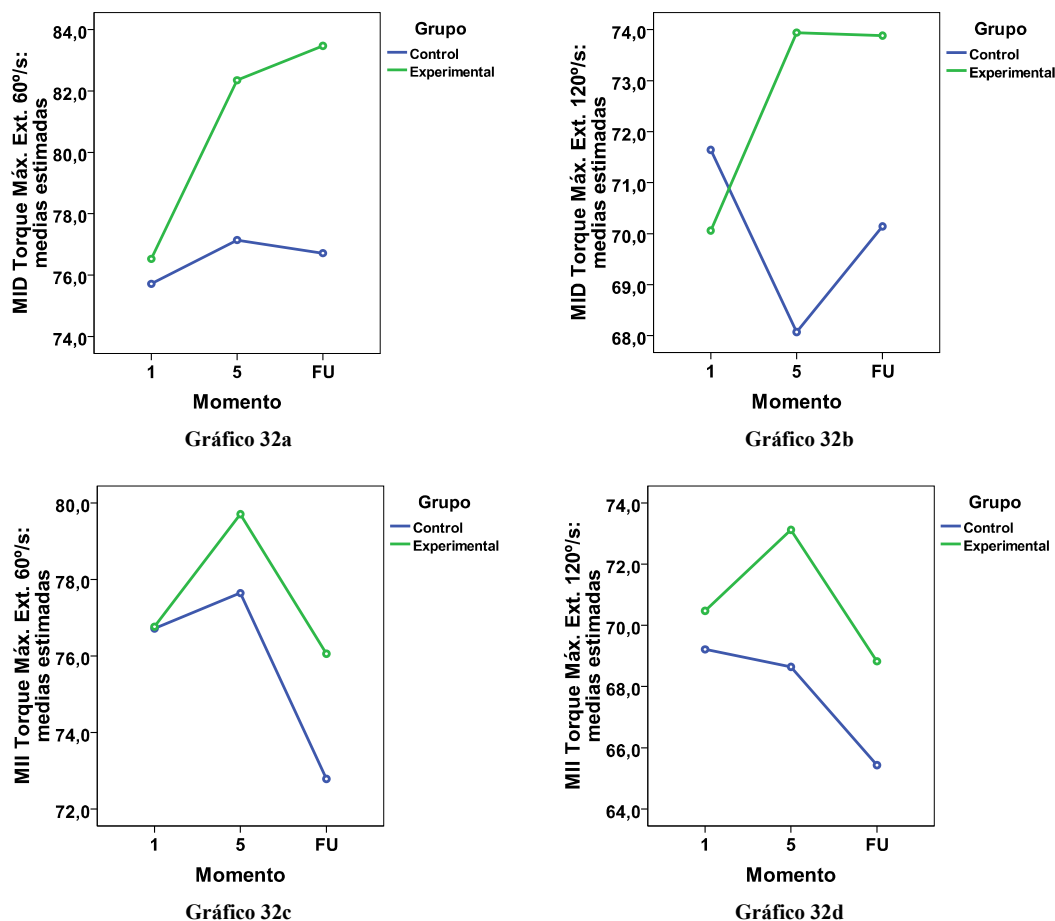 MID Torque Máx. Ext. 60º/s:
medias estimadas
84,0
82,0
80,0
78,0
76,0
74,0
1
5
FU
Momento
Grupo
Control
Experimental
Gráfico 32a
MID Torque Máx. Ext. 120º/s:
medias estimadas
74,0
73,0
72,0
71,0
70,0
69,0
68,0
1
5
FU
Momento
Grupo
Control
Experimental
Gráfico 32b
MII Torque Máx. Ext. 60º/s:
medias estimadas
80,0
78,0
76,0
74,0
72,0
1
5
FU
Momento
Grupo
Control
Experimental
Gráfico 32c
MII Torque Máx. Ext. 120º/s:
medias estimadas
74,0
72,0
70,0
68,0
66,0
64,0
1
5
FU
Momento
Grupo
Control
Experimental
Gráfico 32d